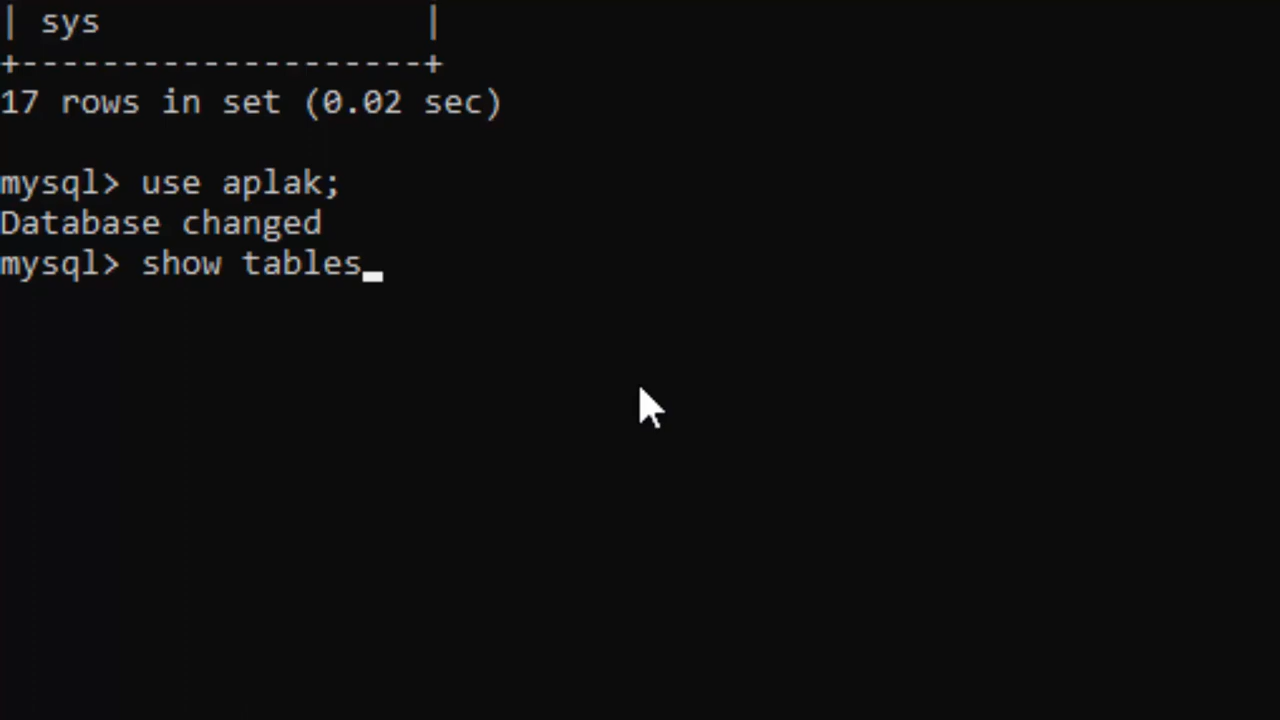 | sys                |
+--------------------+
17 rows in set (0.02 sec)
mysql> use aplak;
Database changed
mysql> show tables